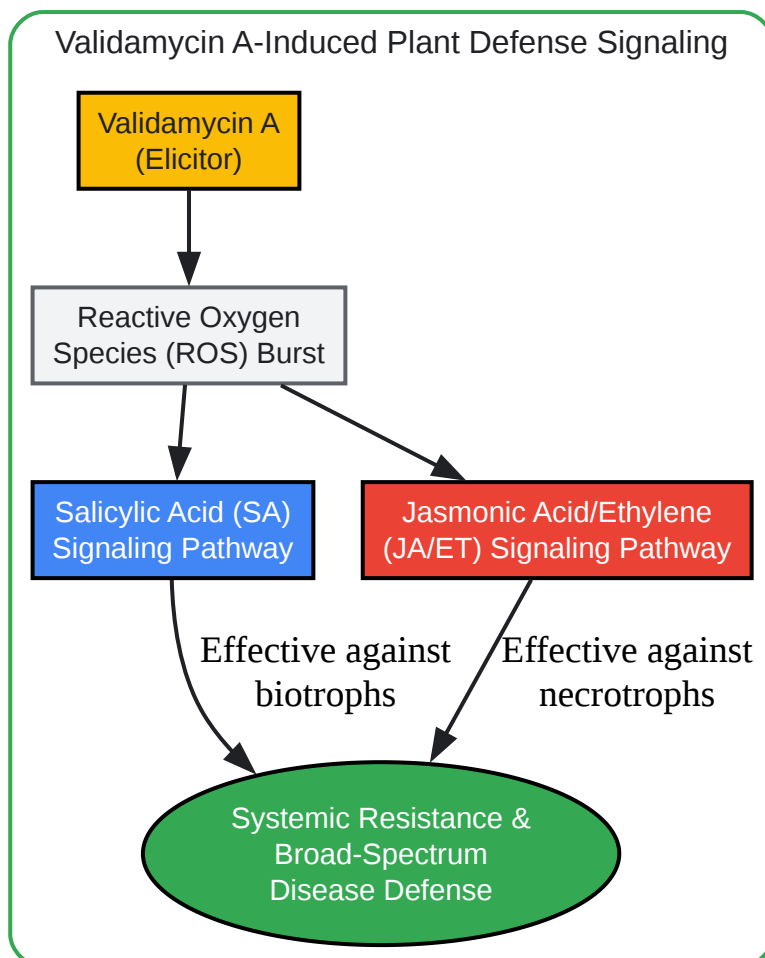 Validamycin A-Induced Plant Defense Signaling
Validamycin A
(Elicitor)
Reactive Oxygen
Species (ROS) Burst
Salicylic Acid (SA)
Signaling Pathway
Jasmonic Acid/Ethylene
(JA/ET) Signaling Pathway
Effective against
biotrophs
Effective against
necrotrophs
Systemic Resistance &
Broad-Spectrum
Disease Defense